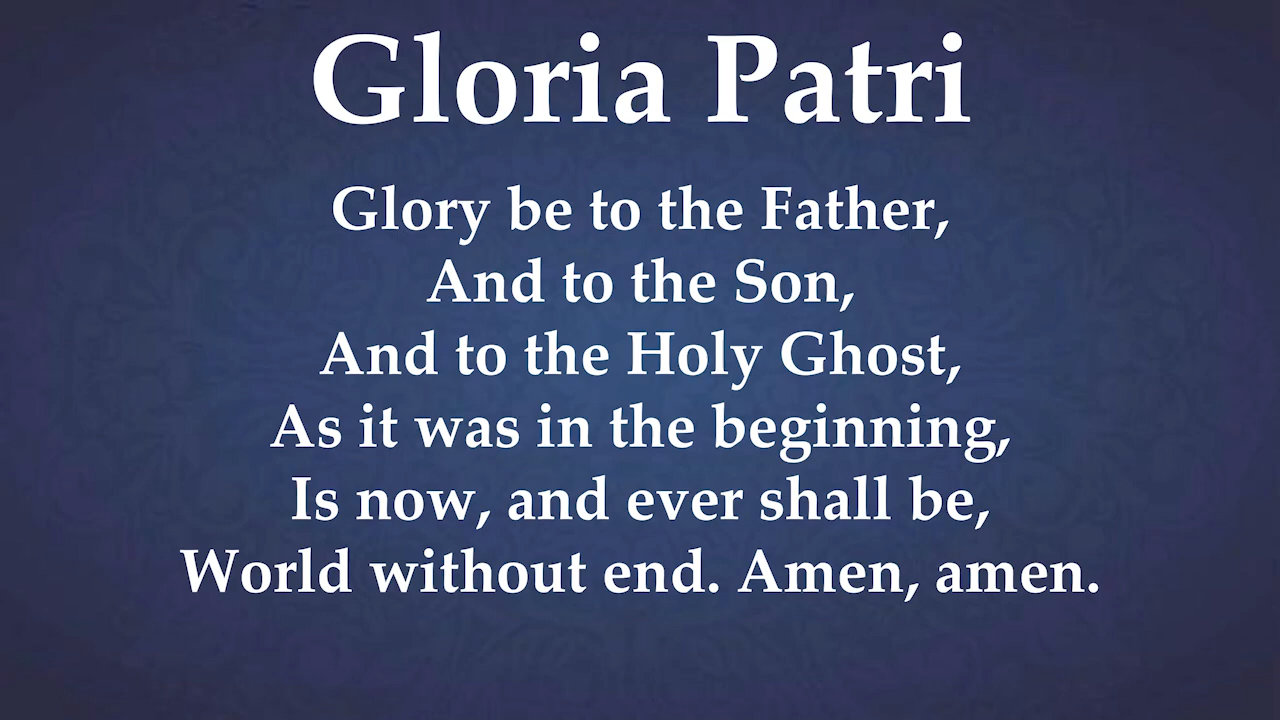 Gloria Patri
Glory be to the Father,
And to the Son,
And to the Holy Ghost,
As it was in the beginning,
Is now, and ever shall be,
World without end. Amen, amen.